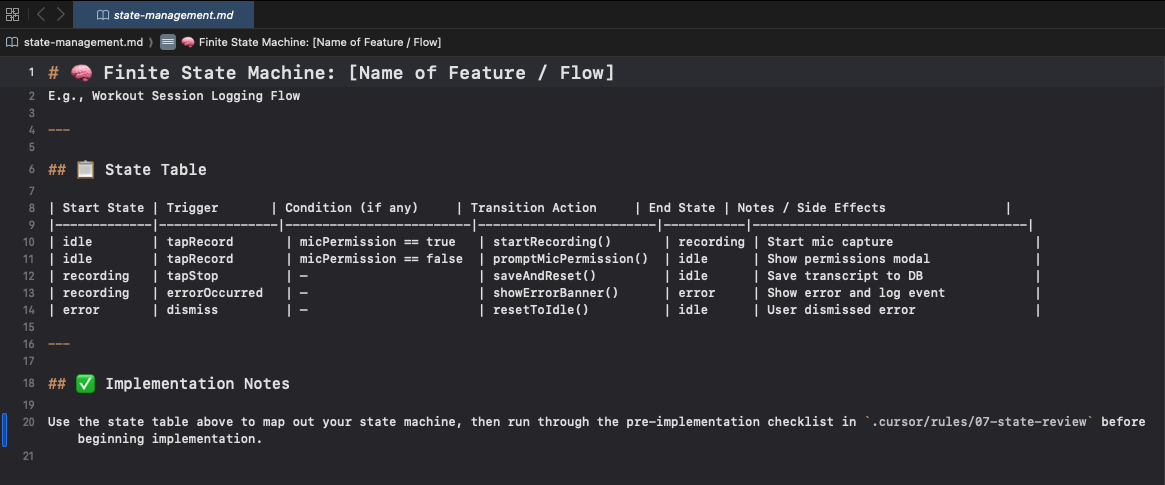 state-management.md
state-management.md 〉 🧠 Finite State Machine: [Name of Feature / Flow]
1 # 🧠 Finite State Machine: [Name of Feature / Flow]
2 E.g., Workout Session Logging Flow
3
4 ---
5
6 ## 📋 State Table
7
8 | Start State | Trigger       | Condition (if any)     | Transition Action     | End State | Notes / Side Effects                |
9 |-------------|---------------|------------------------|-----------------------|-----------|-------------------------------------|
10 | idle        | tapRecord     | micPermission == true  | startRecording()      | recording | Start mic capture                   |
11 | idle        | tapRecord     | micPermission == false | promptMicPermission() | idle      | Show permissions modal              |
12 | recording   | tapStop       | —                      | saveAndReset()        | idle      | Save transcript to DB               |
13 | recording   | errorOccurred | —                      | showErrorBanner()     | error     | Show error and log event            |
14 | error       | dismiss       | —                      | resetToIdle()         | idle      | User dismissed error                |
15
16 ---
17
18 ## ✅ Implementation Notes
19
20 Use the state table above to map out your state machine, then run through the pre-implementation checklist in `.cursor/rules/07-state-review` before
beginning implementation.
21